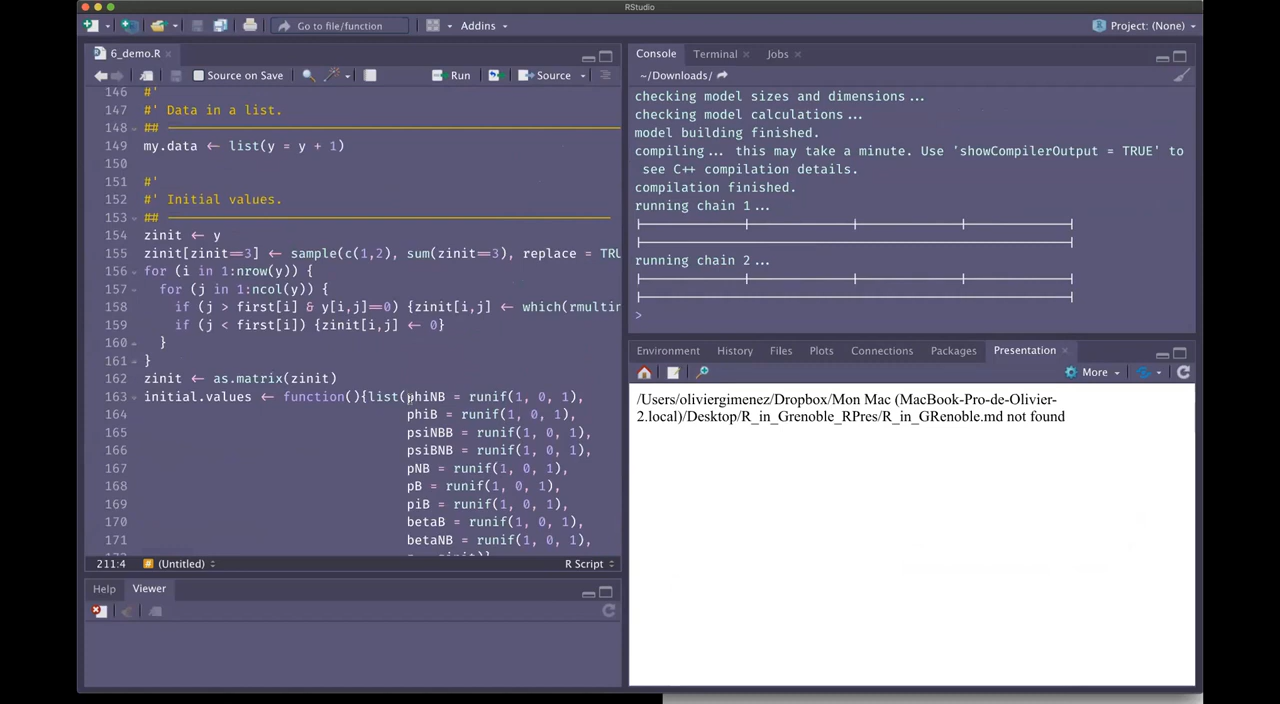 RStudio
Go to file/function
Addins
Project: (None)
6_demo.R
Source on Save
Run
Source
146 #'
147 #' Data in a list.
148 ##
149 my.data ← list(y = y + 1)
150
151 #'
152 #' Initial values.
153 ##
154 zinit ← y
155 zinit[zinit==3] ← sample(c(1,2), sum(zinit==3), replace = TRU
156 for (i in 1:nrow(y)) {
157 for (j in 1:ncol(y)) {
158 if (j > first[i] & y[i,j]==0) {zinit[i,j] ← which(rmultin
159 if (j < first[i]) {zinit[i,j] ← 0}
160 }
161 }
162 zinit ← as.matrix(zinit)
163 initial.values ← function(){list(phiNB = runif(1, 0, 1),
164 phiB = runif(1, 0, 1),
165 psiNBB = runif(1, 0, 1),
166 psiBNB = runif(1, 0, 1),
167 pNB = runif(1, 0, 1),
168 pB = runif(1, 0, 1),
169 piB = runif(1, 0, 1),
170 betaB = runif(1, 0, 1),
171 betaNB = runif(1, 0, 1),
211:4
(Untitled)
R Script
Help
Viewer
Console
Terminal
Jobs
~/Downloads/
checking model sizes and dimensions...
checking model calculations...
model building finished.
compiling... this may take a minute. Use 'showCompilerOutput = TRUE' to
see C++ compilation details.
compilation finished.
running chain 1...
|-------------|-------------|-------------|-------------|
|-------------------------------------------------------|
running chain 2...
|-------------|-------------|-------------|-------------|
|-------------------------------------------------------|
>
Environment
History
Files
Plots
Connections
Packages
Presentation
More
/Users/oliviergimenez/Dropbox/Mon Mac (MacBook-Pro-de-Olivier-
2.local)/Desktop/R_in_Grenoble_RPres/R_in_GRenoble.md not found